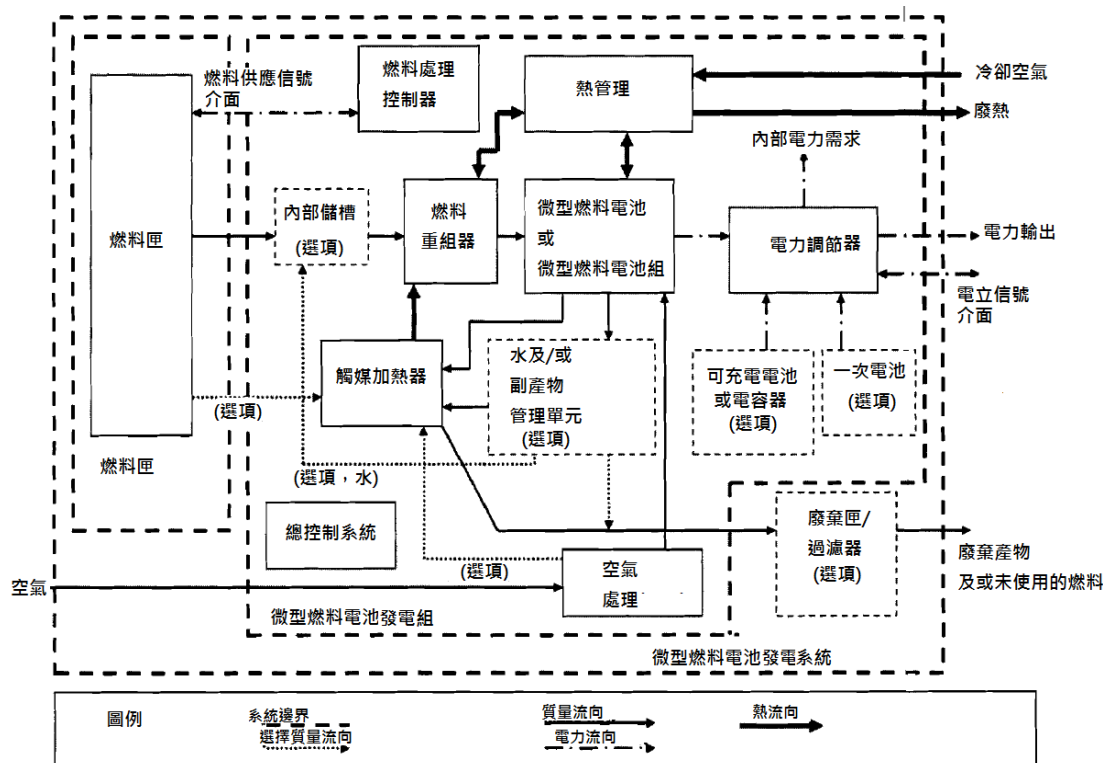 燃料供應信號
介面
燃料處理
控制器
熱管理
冷卻空氣
廢熱
內部電力需求
燃料匣
內部儲槽
(選項)
燃料
重組器
微型燃料電池
或
微型燃料電池組
電力調節器
電力輸出
電立信號
介面
觸媒加熱器
水及/或
副產物
管理單元
(選項)
可充電電池
或電容器
(選項)
一次電池
(選項)
(選項)
燃料匣
(選項,水)
總控制系統
(選項)
空氣
處理
廢棄匣/
過濾器
(選項)
廢棄產物
及或未使用的燃料
空氣
微型燃料電池發電組
微型燃料電池發電系統
圖例
系統邊界
選擇質量流向
質量流向
電力流向
熱流向